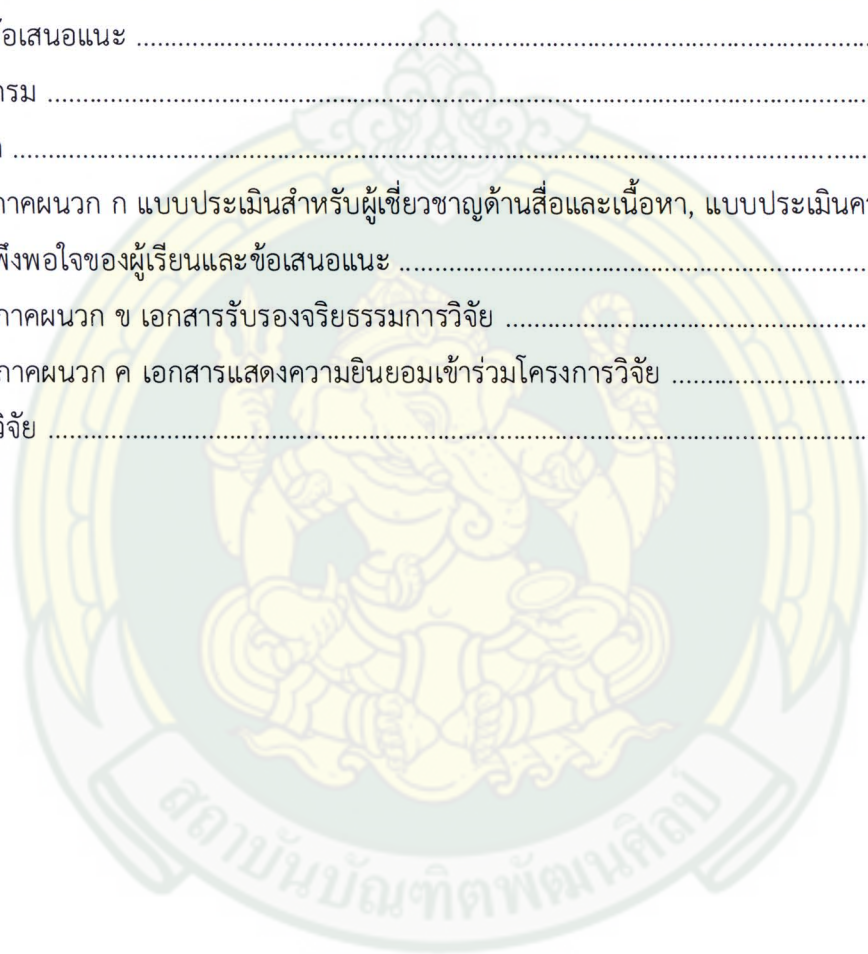 ข้อเสนอแนะ ........................................................................
กรม ........................................................................
........................................................................
ภาคผนวก ก แบบประเมินสำหรับผู้เชี่ยวชาญด้านสื่อและเนื้อหา, แบบประเมิน
พึงพอใจของผู้เรียนและข้อเสนอแนะ ........................................................................
ภาคผนวก ข เอกสารรับรองจริยธรรมการวิจัย ........................................................................
ภาคผนวก ค เอกสารแสดงความยินยอมเข้าร่วมโครงการวิจัย ........................................................................
วิจัย ........................................................................
สถาบันบัณฑิตพัฒนศิลป์